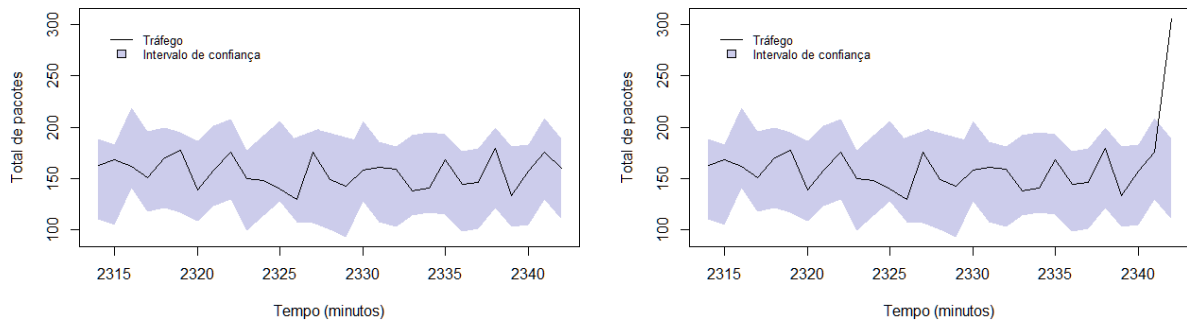 Tráfego
Intervalo de confiança
Total de pacotes
300
250
200
150
100
2315
2320
2325
2330
2335
2340
Tempo (minutos)
Tráfego
Intervalo de confiança
Total de pacotes
300
250
200
150
100
2315
2320
2325
2330
2335
2340
Tempo (minutos)